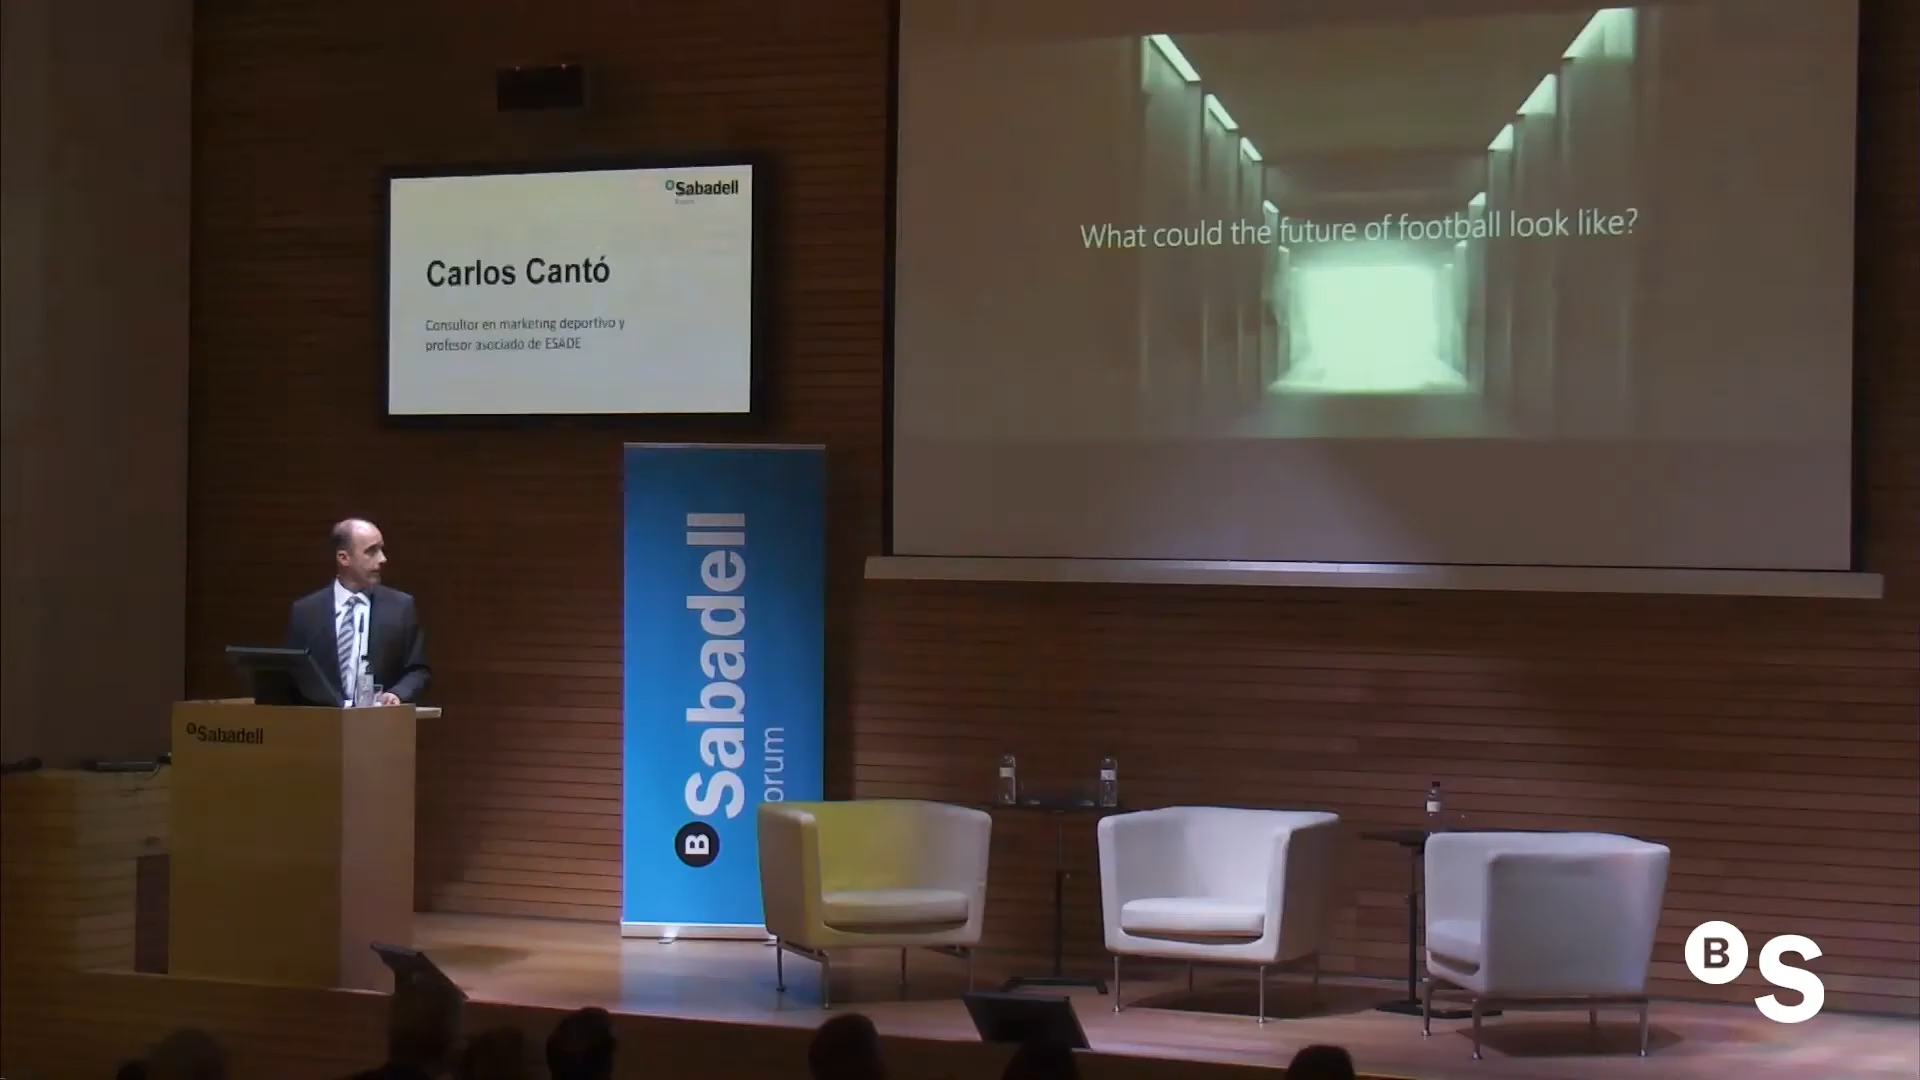 Sabadell
Carlos Cantó
Consultor en marketing deportivo y
profesor asociado de ESADE
What could the future of football look like?
Sabadell
B Sabadell
orum
B S